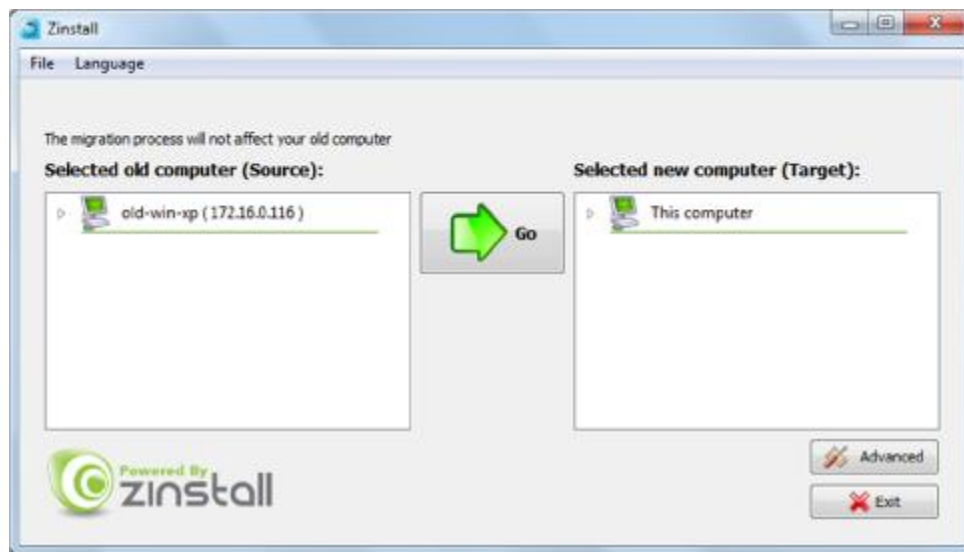 Zinstall
File Language
The migration process will not affect your old computer
Selected old computer (Source):
Selected new computer (Target):
old-win-xp ( 172.16.0.116 )
Go
This computer
Advanced
Exit
Powered By
zinstall